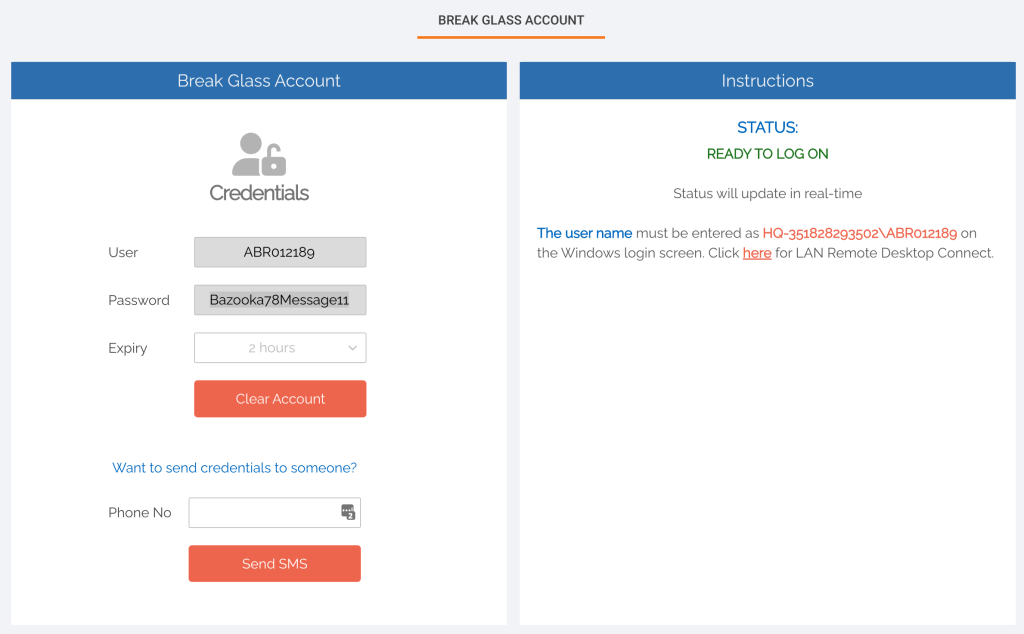 BREAK GLASS ACCOUNT
Break Glass Account
Credentials
User
ABR012189
Password
Bazooka78Message11
Expiry
2 hours
Clear Account
Want to send credentials to someone?
Phone No
Send SMS
Instructions
STATUS:
READY TO LOG ON
Status will update in real-time
The user name must be entered as HQ-351828293502\ABR012189 on
the Windows login screen. Click here for LAN Remote Desktop Connect.